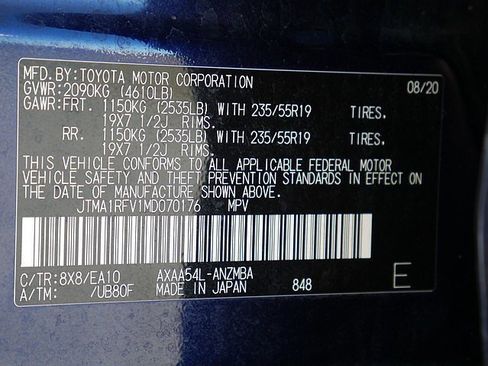 MFD.BY:TOYOTA MOTOR CORPORATION 08/20
GVWR:2090KG (4610LB)
GAWR:FRT. 1150KG (2535LB) WITH 235/55R19 TIRES.
19X7 1/2J RIMS.
RR. 1150KG (2535LB) WITH 235/55R19 TIRES.
19X7 1/2J RIMS.
THIS VEHICLE CONFORMS TO ALL APPLICABLE FEDERAL MOTOR
VEHICLE SAFETY AND THEFT PREVENTION STANDARDS IN EFFECT ON
THE DATE OF MANUFACTURE SHOWN ABOVE.
JTMA1RFV1MD070176 MPV
C/TR:8X8/EA10 AXAA54L-ANZMBA
A/TM: /UB80F MADE IN JAPAN 848 E